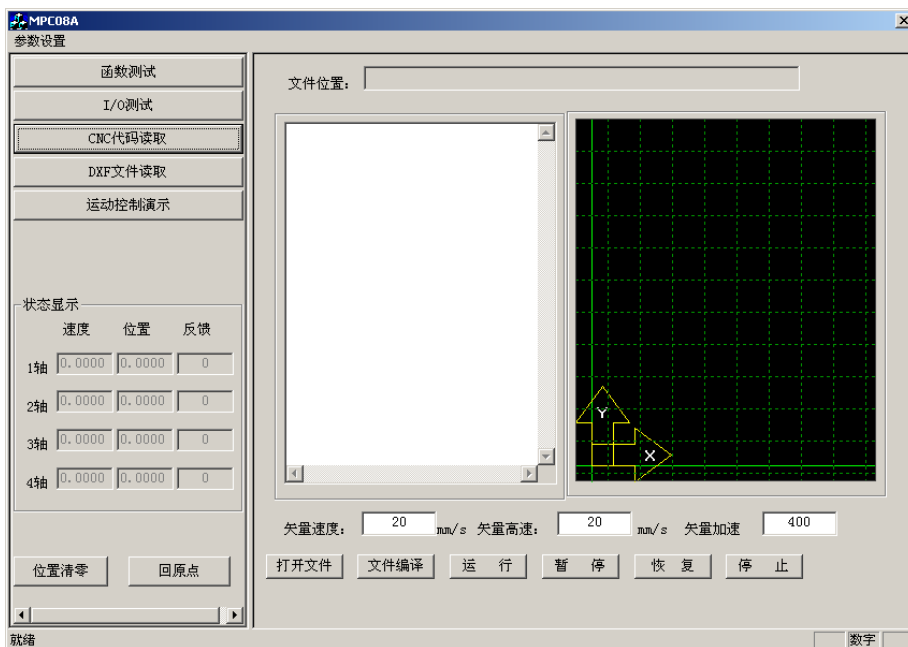 MPC08A
参数设置
函数测试
I/O测试
CNC代码读取
DXF文件读取
运动控制演示
状态显示
速度 位置 反馈
1轴 0.0000 0.0000 0
2轴 0.0000 0.0000 0
3轴 0.0000 0.0000 0
4轴 0.0000 0.0000 0
位置清零 回原点
文件位置:
Y
X
矢量速度: 20 mm/s 矢量高速: 20 mm/s 矢量加速 400
打开文件 文件编译 运 行 暂 停 恢 复 停 止
就绪 数字